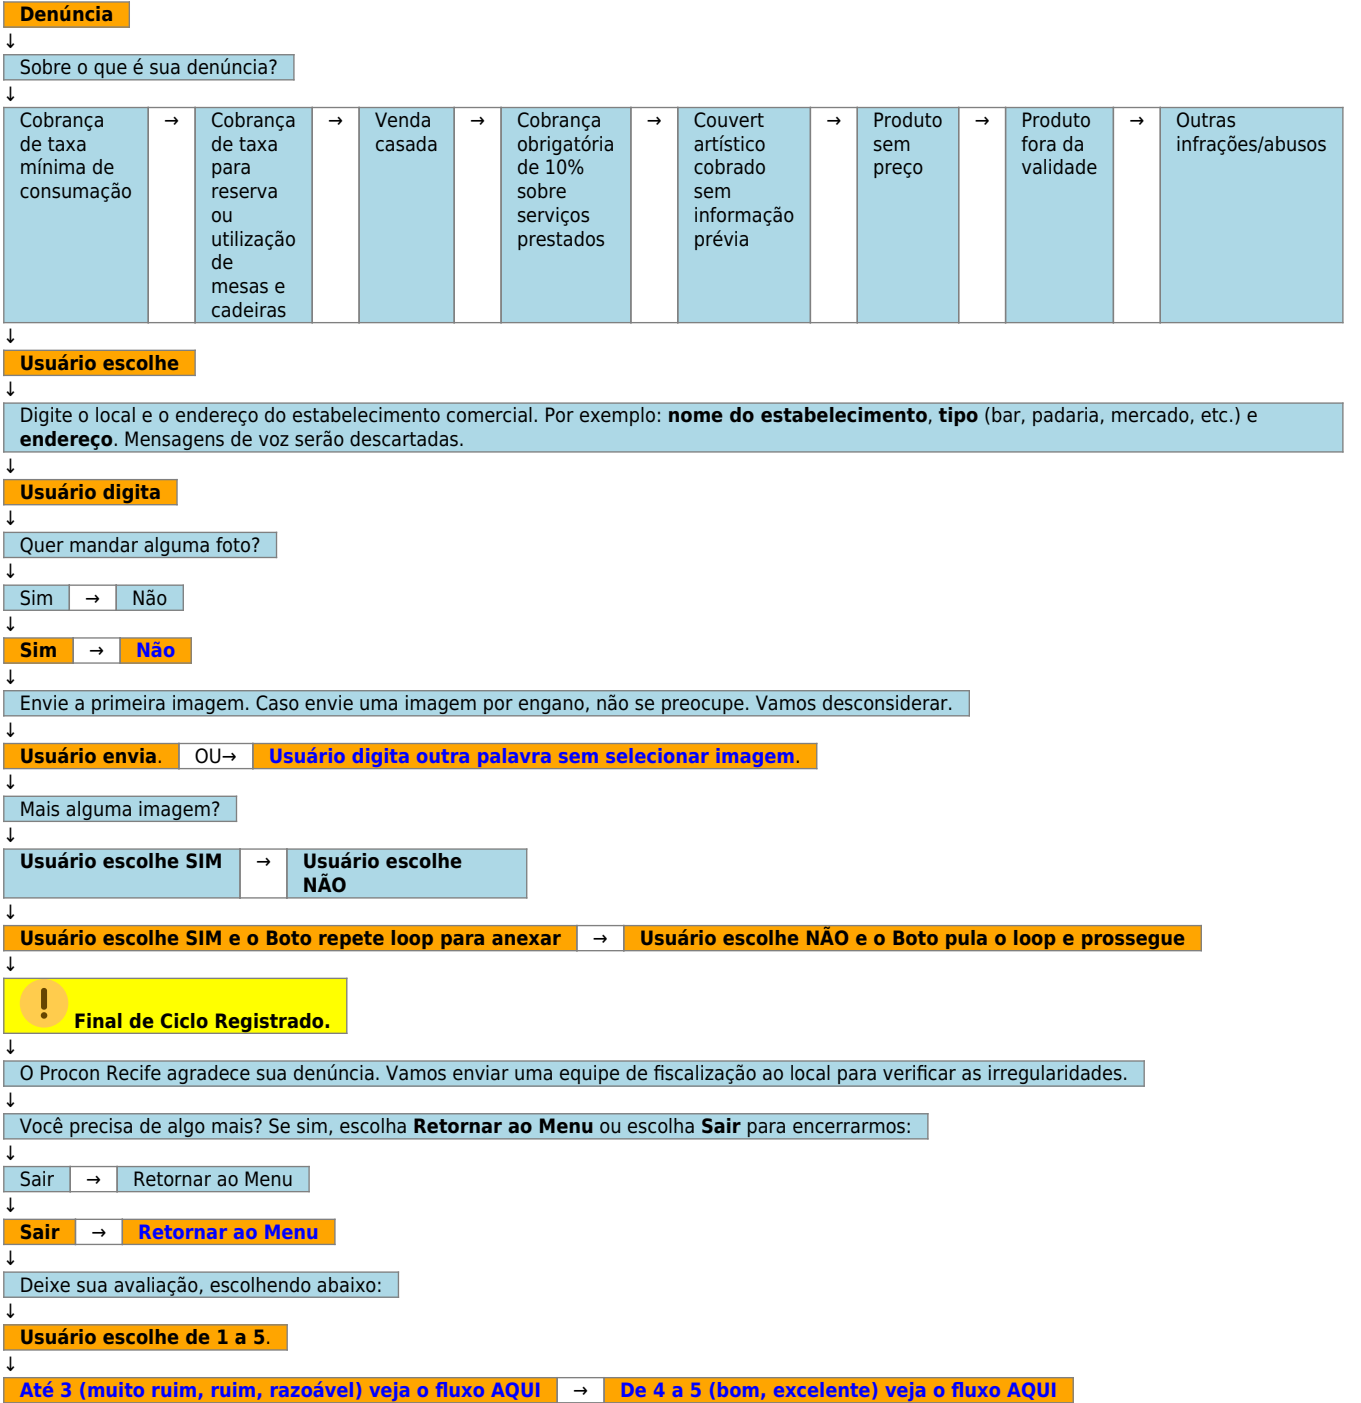 Denúncia
↓
Sobre o que é sua denúncia?
↓
Cobrança de taxa mínima de consumação → Cobrança de taxa para reserva ou utilização de mesas e cadeiras → Venda casada → Cobrança obrigatória de 10% sobre serviços prestados → Couvert artístico cobrado sem informação prévia → Produto sem preço → Produto fora da validade → Outras infrações/abusos
↓
Usuário escolhe
↓
Digite o local e o endereço do estabelecimento comercial. Por exemplo: nome do estabelecimento, tipo (bar, padaria, mercado, etc.) e
endereço. Mensagens de voz serão descartadas.
↓
Usuário digita
↓
Quer mandar alguma foto?
↓
Sim → Não
↓
Sim → Não
↓
Envie a primeira imagem. Caso envie uma imagem por engano, não se preocupe. Vamos desconsiderar.
↓
Usuário envia. OU→ Usuário digita outra palavra sem selecionar imagem.
↓
Mais alguma imagem?
↓
Usuário escolhe SIM → Usuário escolhe NÃO
↓
Usuário escolhe SIM e o Boto repete loop para anexar → Usuário escolhe NÃO e o Boto pula o loop e prossegue
↓
! Final de Ciclo Registrado.
↓
O Procon Recife agradece sua denúncia. Vamos enviar uma equipe de fiscalização ao local para verificar as irregularidades.
↓
Você precisa de algo mais? Se sim, escolha Retornar ao Menu ou escolha Sair para encerrarmos:
↓
Sair → Retornar ao Menu
↓
Sair → Retornar ao Menu
↓
Deixe sua avaliação, escolhendo abaixo:
↓
Usuário escolhe de 1 a 5.
↓
Até 3 (muito ruim, ruim, razoável) veja o fluxo AQUI → De 4 a 5 (bom, excelente) veja o fluxo AQUI